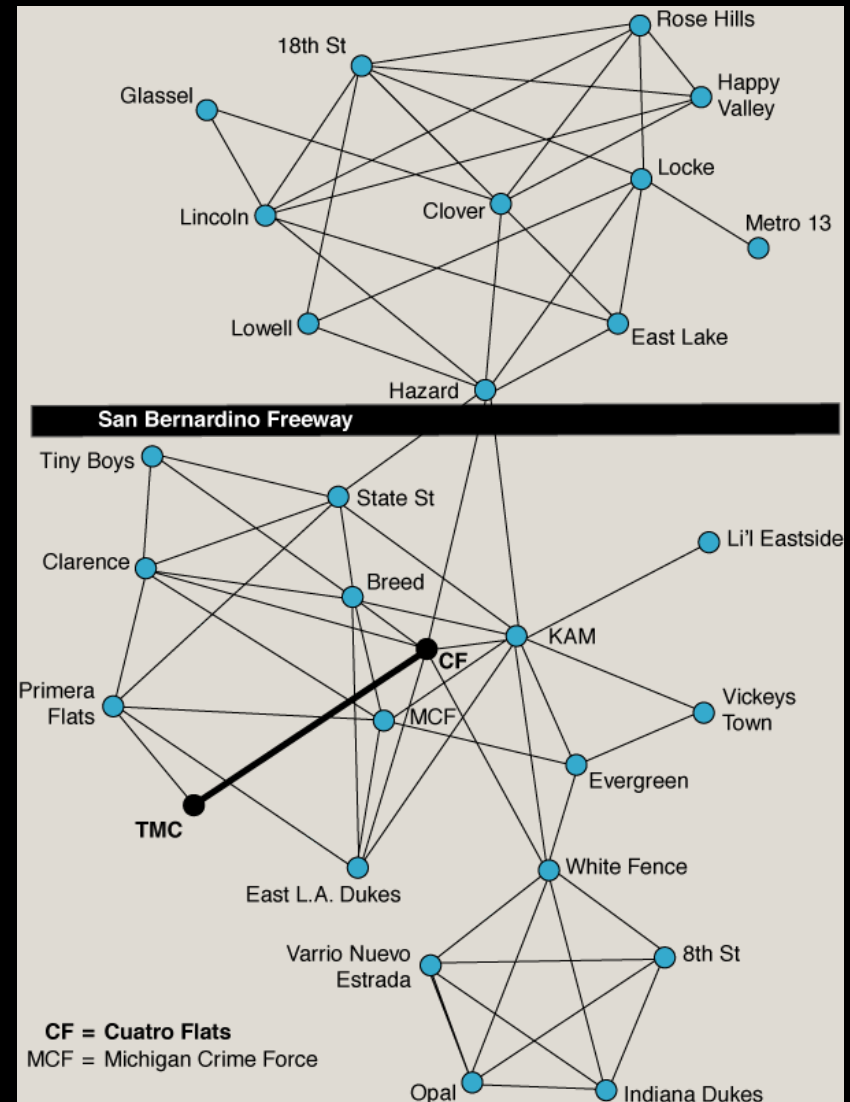 Rose Hills
18th St
Happy
Valley
Glassel
Locke
Clover
Lincoln
Metro 13
Lowell
East Lake
Hazard
San Bernardino Freeway
Tiny Boys
State St
Li'l Eastside
Clarence
Breed
KAM
CF
Primera
Flats
MCF
Vickeys
Town
Evergreen
TMC
White Fence
East L.A. Dukes
Varrio Nuevo
Estrada
8th St
CF = Cuatro Flats
MCF = Michigan Crime Force
Opal
Indiana Dukes